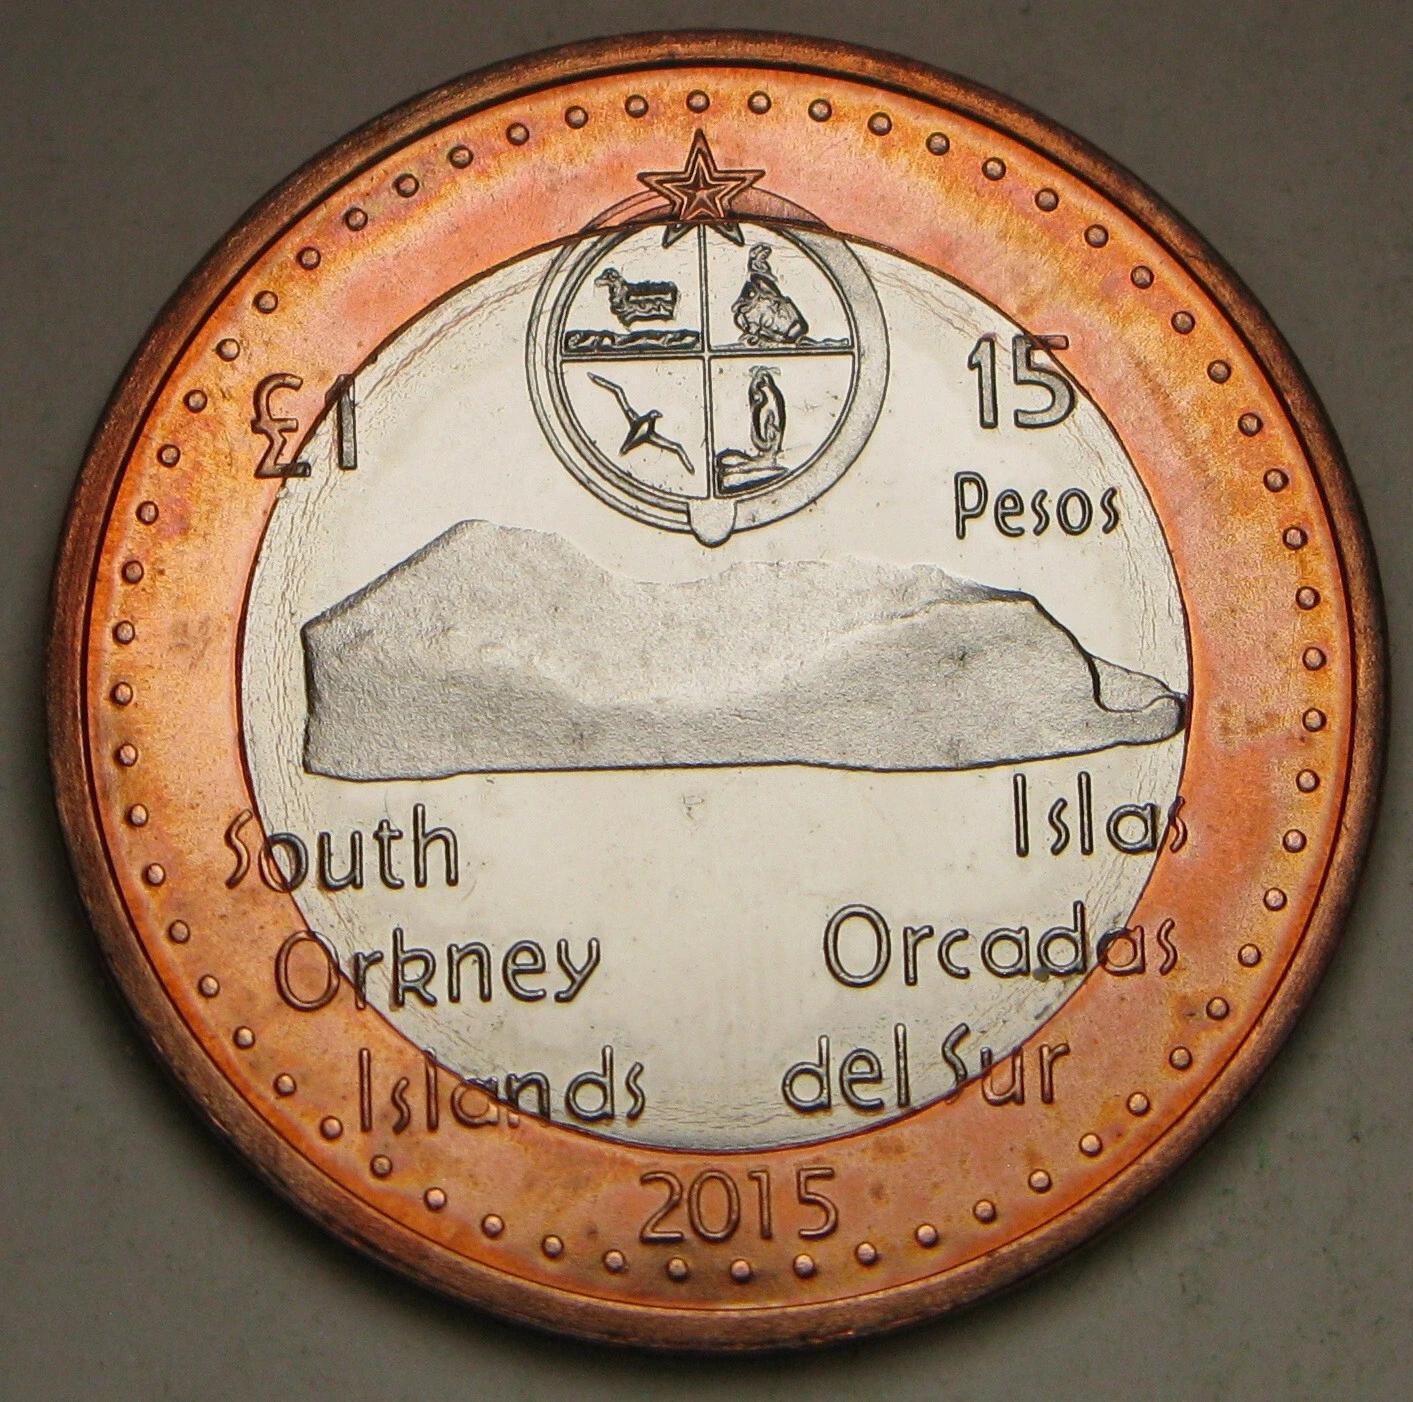 £1
15
Pesos
South
Orkney
Islands
Islas
Orcadas
del Sur
2015